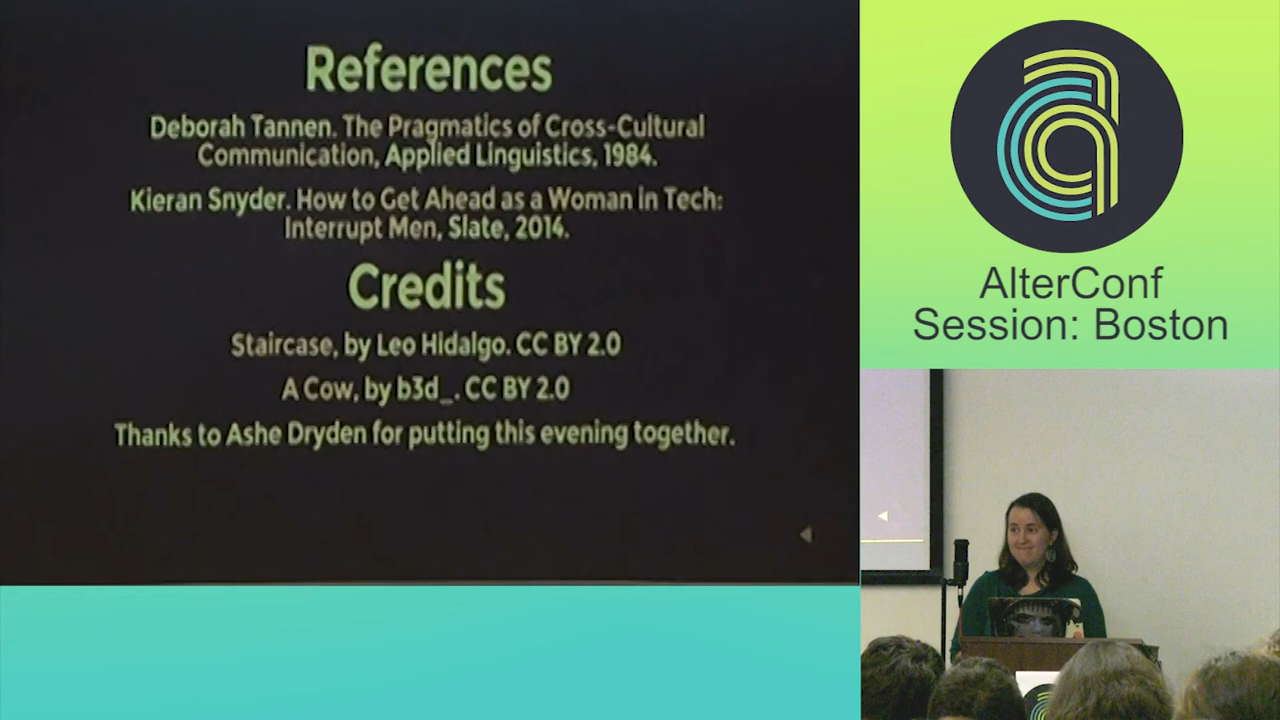 References
Deborah Tannen. The Pragmatics of Cross-Cultural
Communication, Applied Linguistics, 1984.
Kieran Snyder. How to Get Ahead as a Woman in Tech:
Interrupt Men, Slate, 2014.
Credits
Staircase, by Leo Hidalgo. CC BY 2.0
A Cow, by b3d_. CC BY 2.0
Thanks to Ashe Dryden for putting this evening together.
AlterConf
Session: Boston